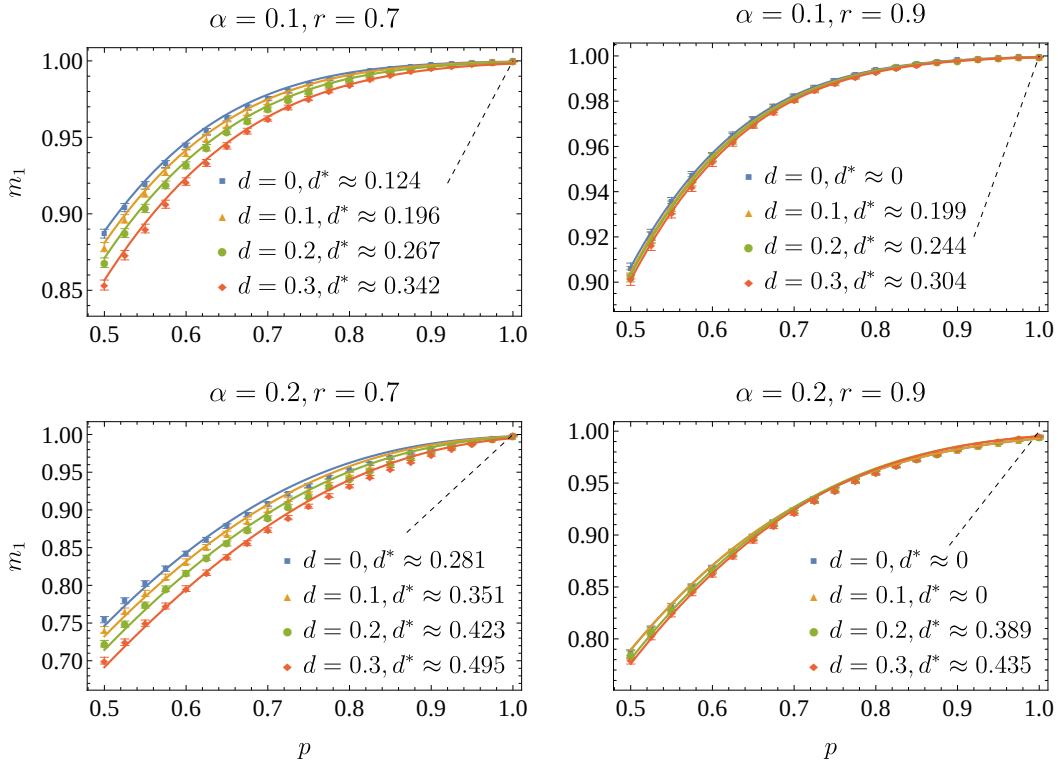 α = 0.1, r = 0.7
m₁
1.00
0.95
0.90
0.85
d = 0, d* ≈ 0.124
d = 0.1, d* ≈ 0.196
d = 0.2, d* ≈ 0.267
d = 0.3, d* ≈ 0.342
0.5 0.6 0.7 0.8 0.9 1.0
α = 0.1, r = 0.9
1.00
0.98
0.96
0.94
0.92
0.90
d = 0, d* ≈ 0
d = 0.1, d* ≈ 0.199
d = 0.2, d* ≈ 0.244
d = 0.3, d* ≈ 0.304
0.5 0.6 0.7 0.8 0.9 1.0
α = 0.2, r = 0.7
m₁
1.00
0.95
0.90
0.85
0.80
0.75
0.70
d = 0, d* ≈ 0.281
d = 0.1, d* ≈ 0.351
d = 0.2, d* ≈ 0.423
d = 0.3, d* ≈ 0.495
0.5 0.6 0.7 0.8 0.9 1.0
p
α = 0.2, r = 0.9
1.00
0.95
0.90
0.85
0.80
d = 0, d* ≈ 0
d = 0.1, d* ≈ 0
d = 0.2, d* ≈ 0.389
d = 0.3, d* ≈ 0.435
0.5 0.6 0.7 0.8 0.9 1.0
p